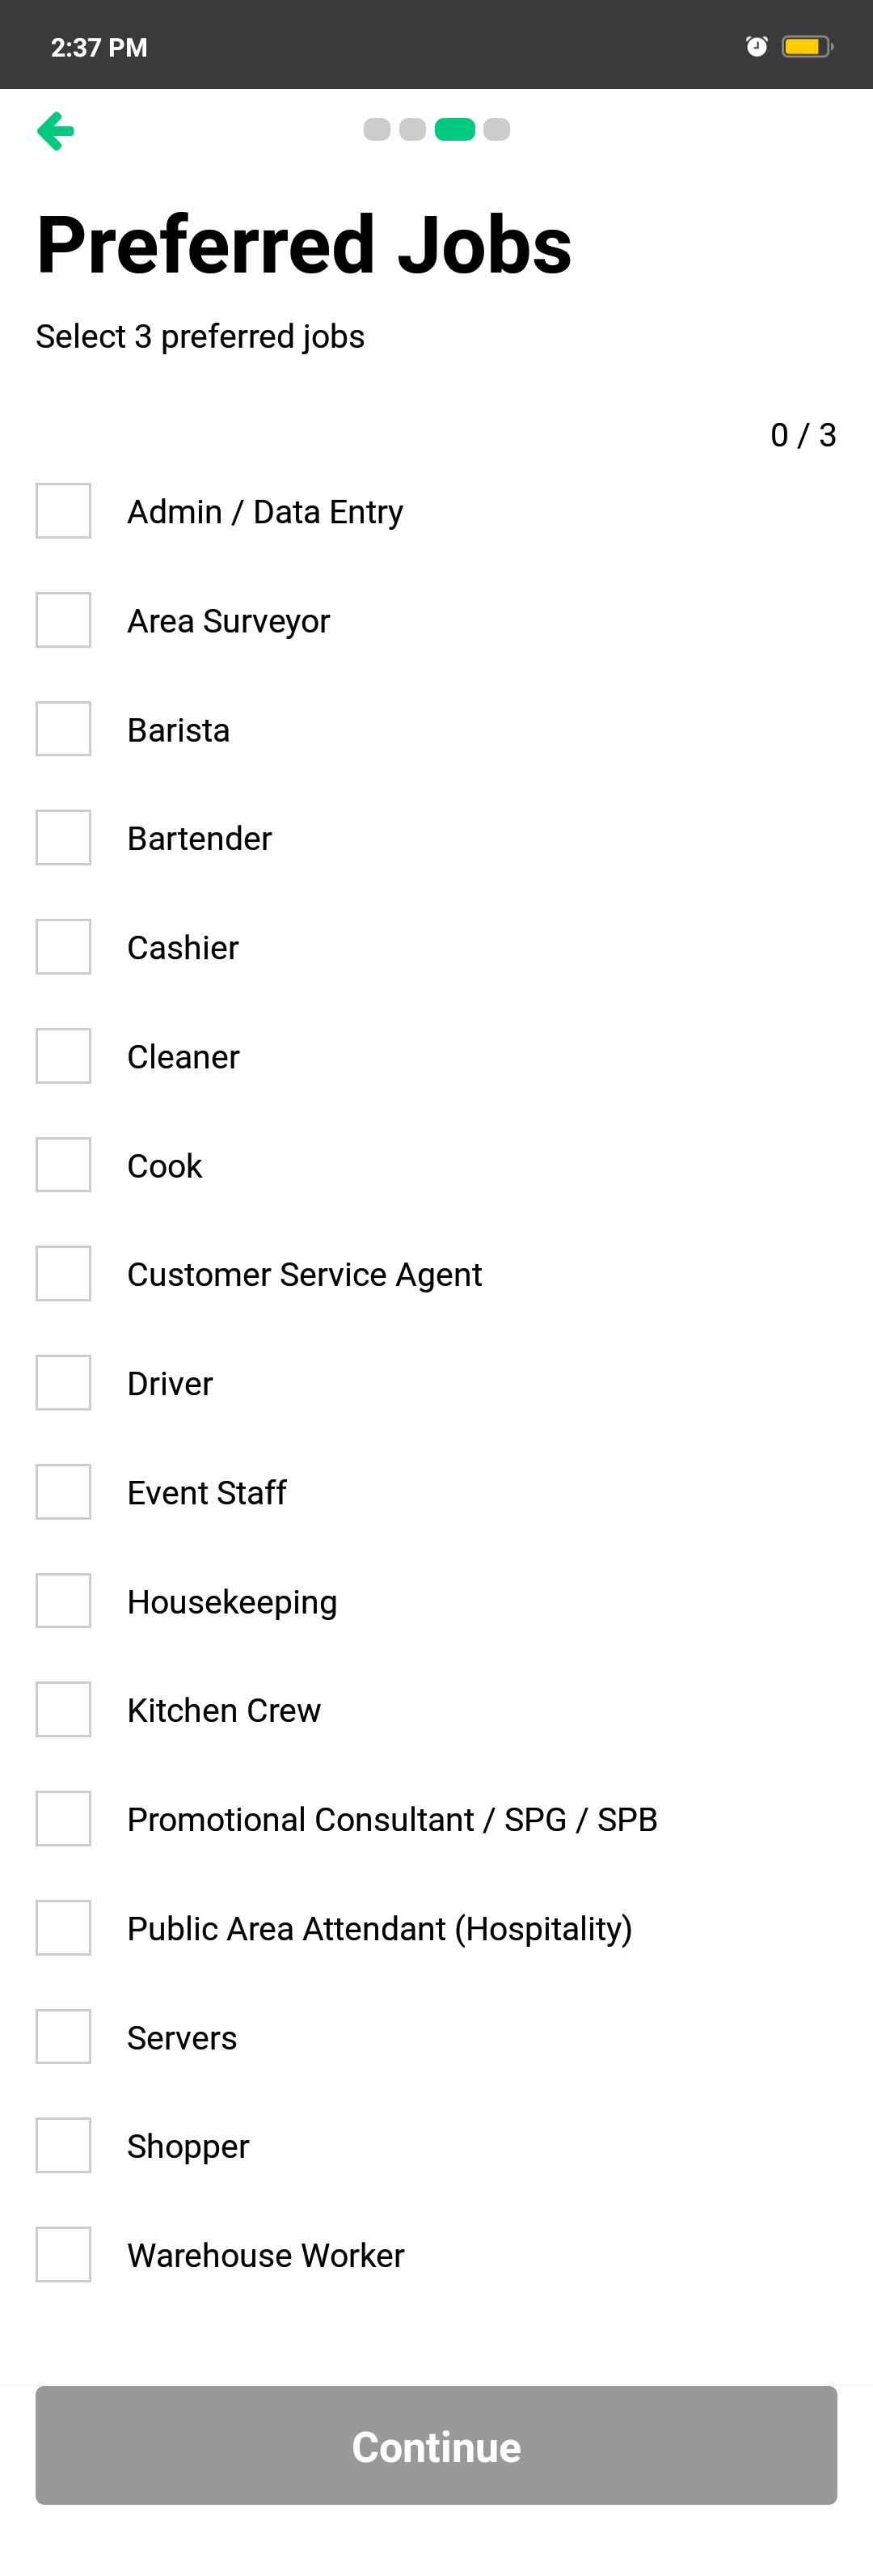 2:37 PM
Preferred Jobs
Select 3 preferred jobs
0 / 3
Admin / Data Entry
Area Surveyor
Barista
Bartender
Cashier
Cleaner
Cook
Customer Service Agent
Driver
Event Staff
Housekeeping
Kitchen Crew
Promotional Consultant / SPG / SPB
Public Area Attendant (Hospitality)
Servers
Shopper
Warehouse Worker
Continue